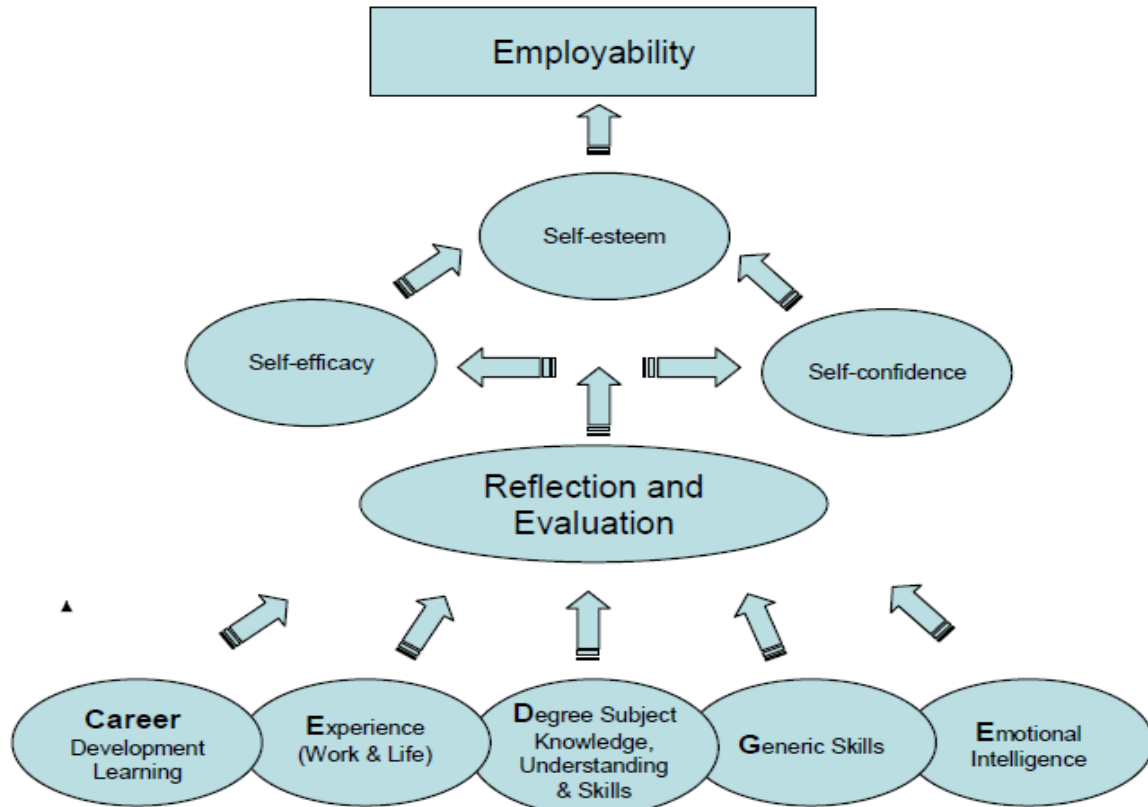 Employability
Self-esteem
Self-efficacy
Self-confidence
Reflection and
Evaluation
Career
Development
Learning
Experience
(Work & Life)
Degree Subject
Knowledge,
Understanding
& Skills
Generic Skills
Emotional
Intelligence